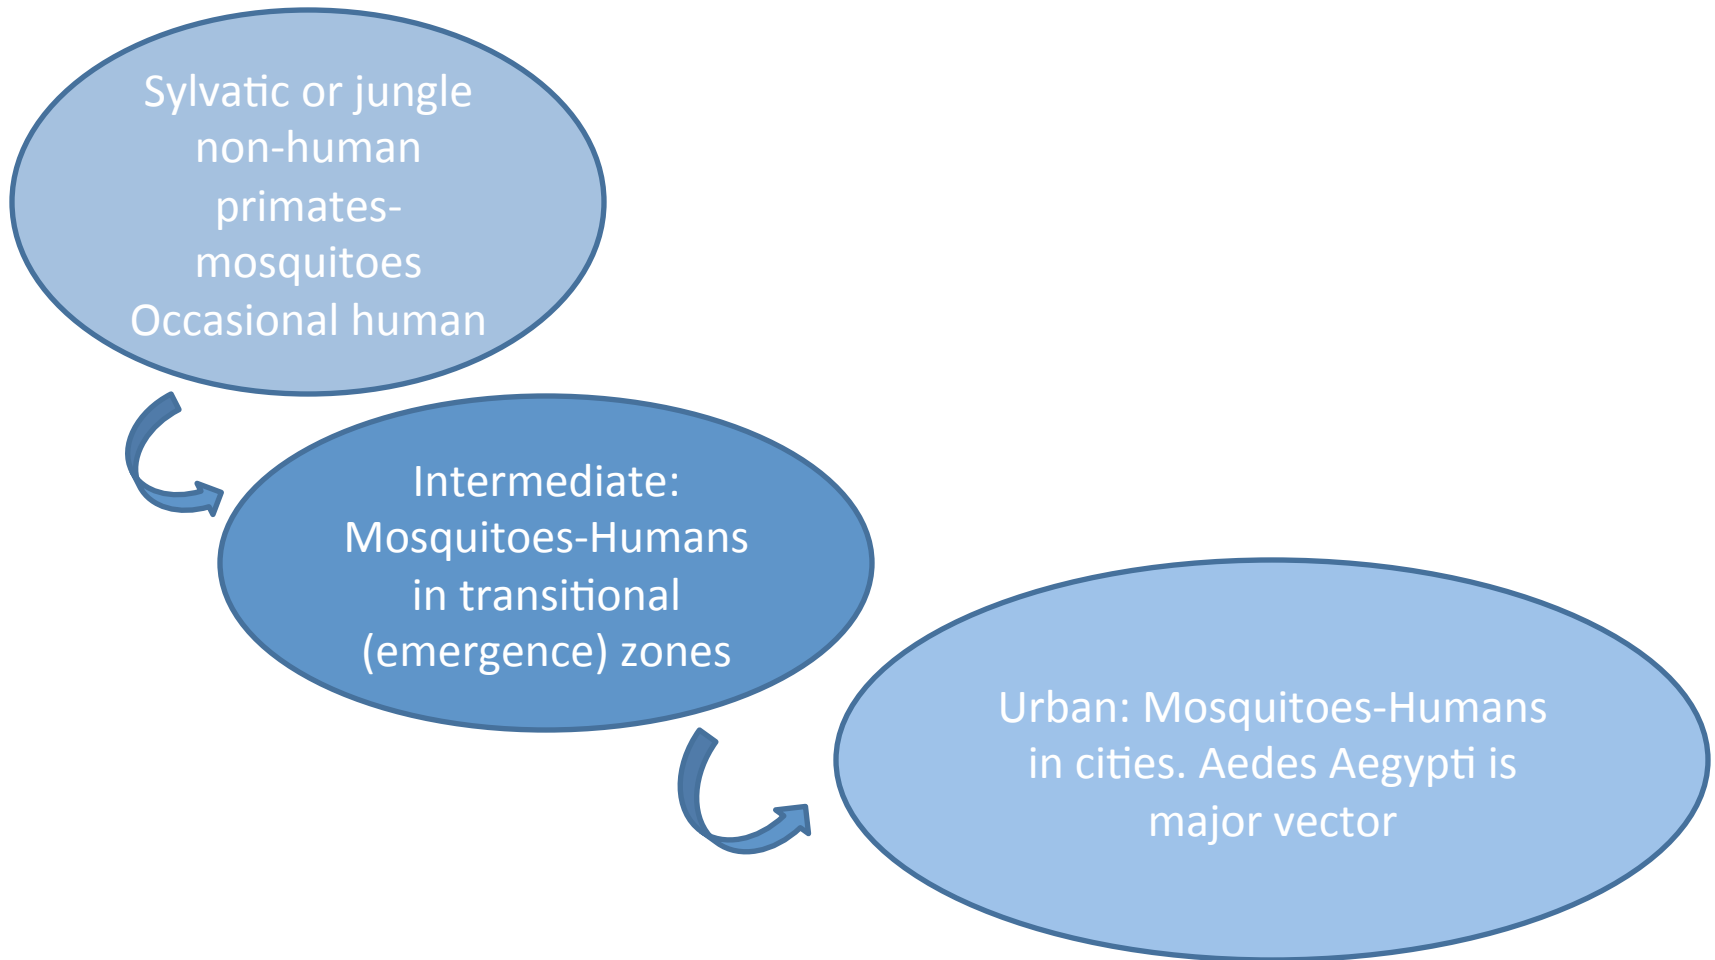 Sylvatic or jungle
non-human
primates-
mosquitoes
Occasional human
Intermediate:
Mosquitoes-Humans
in transitional
(emergence) zones
Urban: Mosquitoes-Humans
in cities. Aedes Aegypti is
major vector